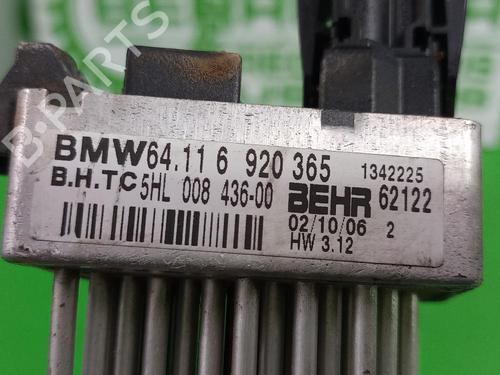 B-PARTS
BMW 64.11 6 920 365 1342225
B.H.TC 5HL 008 436-00 BEHR 62122
02/10/06 2
HW 3.12